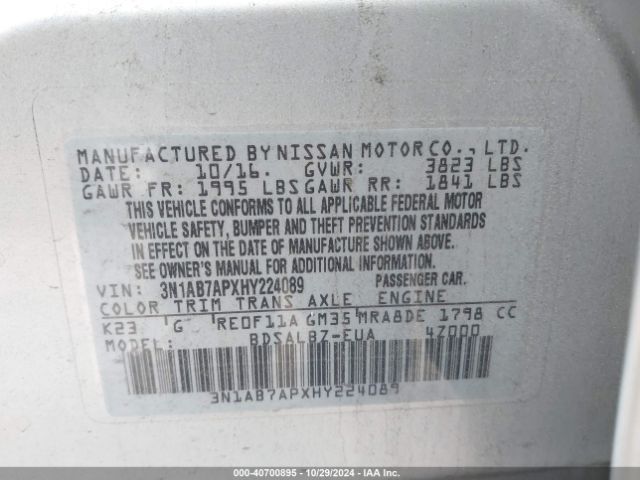 MANUFACTURED BY NISSAN MOTOR CO., LTD.
DATE: 10/16. GVWR: 3823 LBS
GAWR FR: 1995 LBS GAWR RR: 1841 LBS
THIS VEHICLE CONFORMS TO ALL APPLICABLE FEDERAL MOTOR
VEHICLE SAFETY, BUMPER AND THEFT PREVENTION STANDARDS
IN EFFECT ON THE DATE OF MANUFACTURE SHOWN ABOVE.
SEE OWNER'S MANUAL FOR ADDITIONAL INFORMATION.
VIN: 3N1AB7APXHY224089 PASSENGER CAR.
COLOR TRIM TRANS AXLE ENGINE
K23 G RE0F11A GM35 MRA8DE 1798 CC
MODEL: BDSALBZ-EUA 4Z000
3N1AB7APXHY224089
000-40700895 - 10/29/2024 - IAA Inc.